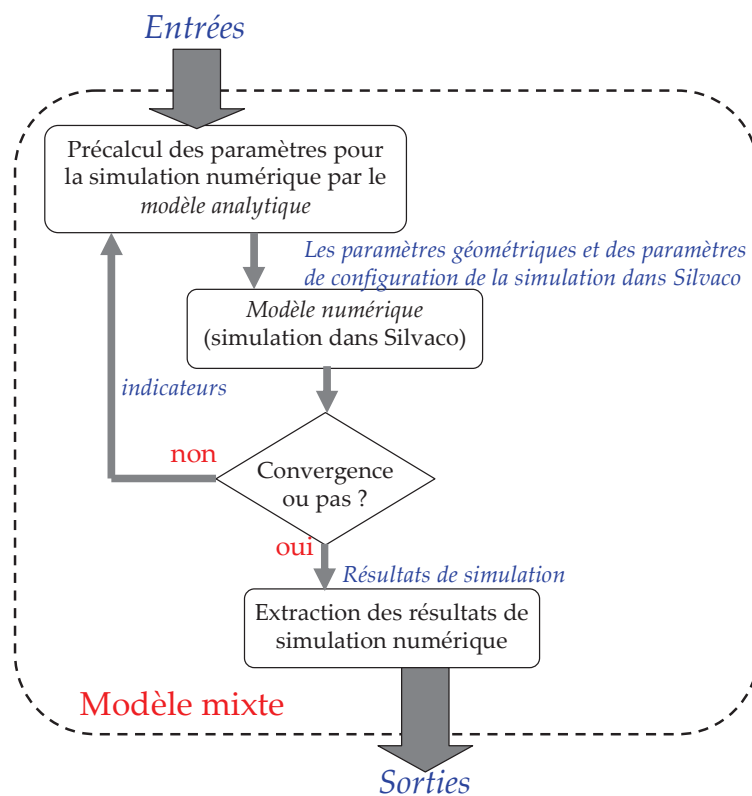 Entrées
Précalcul des paramètres pour
la simulation numérique par le
modèle analytique
Les paramètres géométriques et des paramètres
de configuration de la simulation dans Silvaco
Modèle numérique
(simulation dans Silvaco)
indicateurs
non
Convergence
ou pas ?
oui
Résultats de simulation
Extraction des résultats de
simulation numérique
Modèle mixte
Sorties